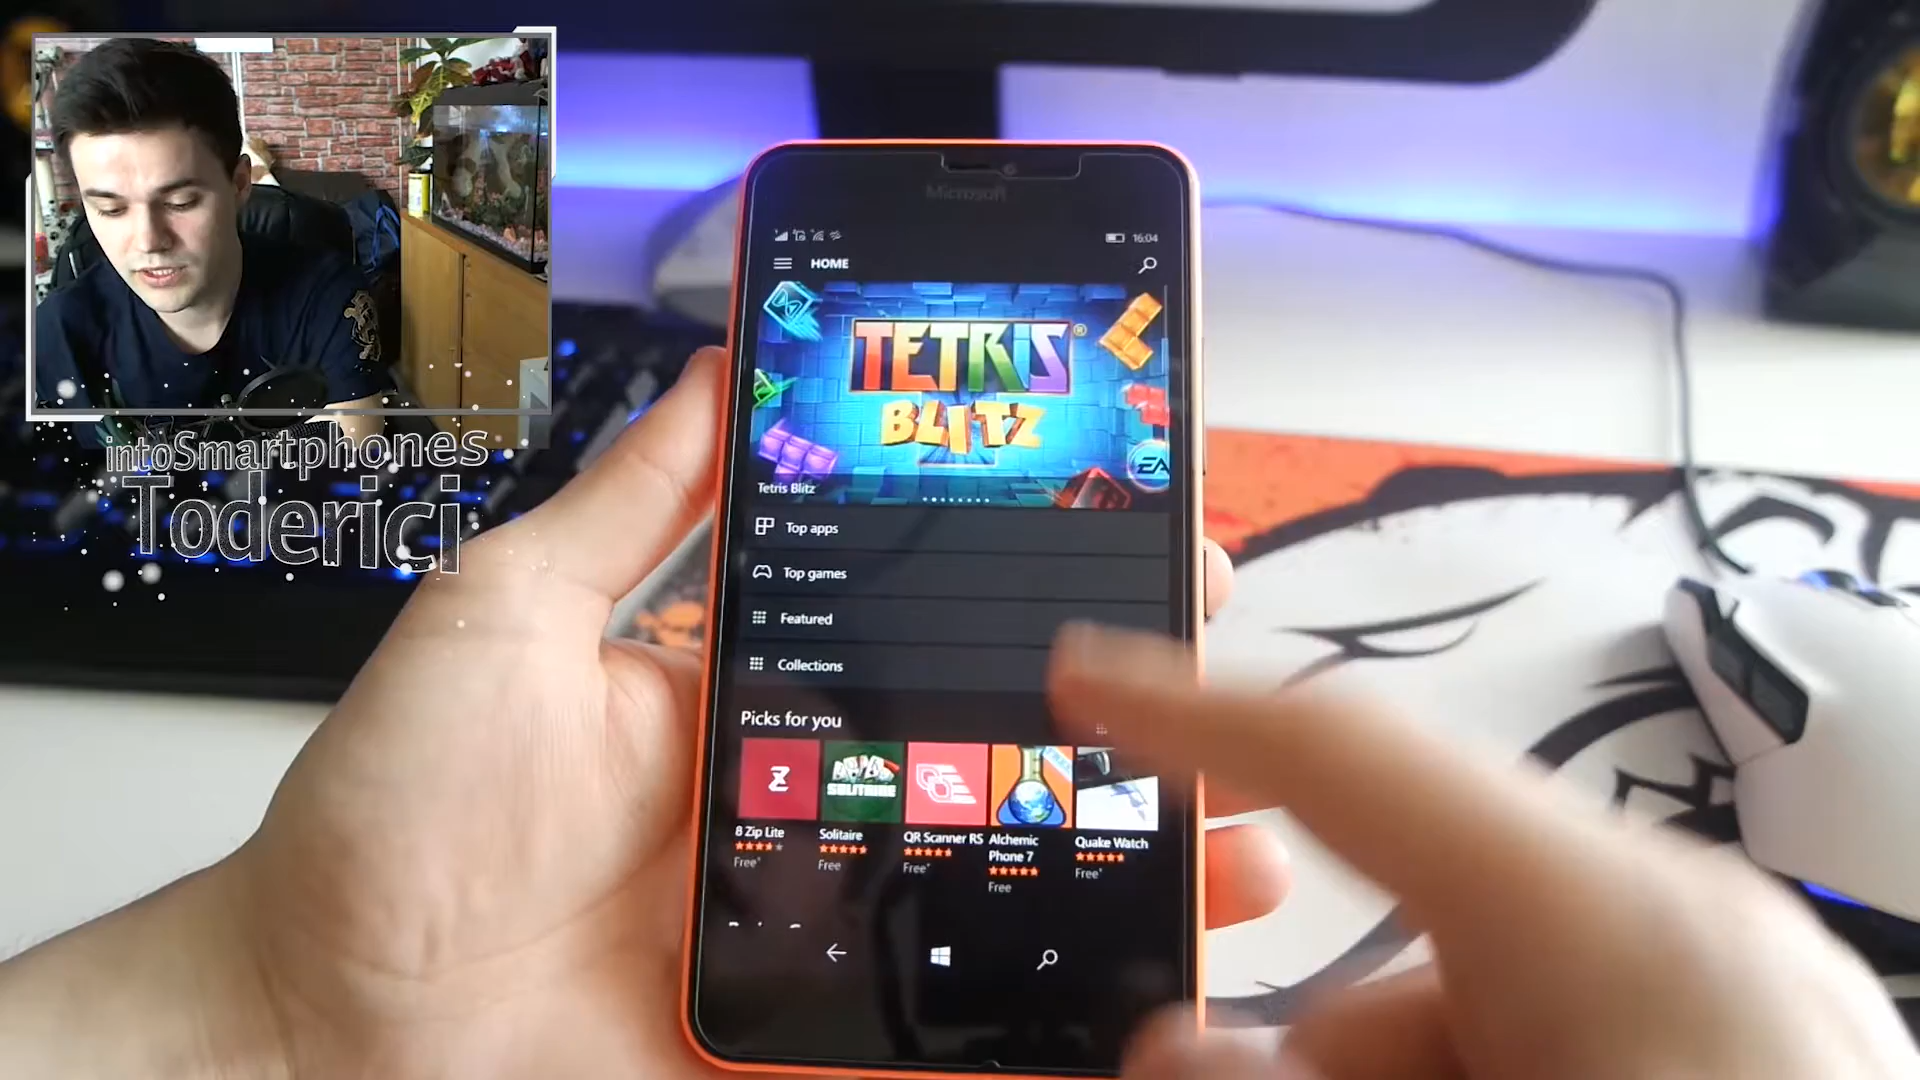 intoSmartphones
Toderici
Microsoft
16:04
HOME
TETRIS®
BLITZ
EA
Tetris Blitz
Top apps
Top games
Featured
Collections
Picks for you
SOLITAIRE
8 Zip Lite
Free*
Solitaire
Free
QR Scanner RS
Free*
Alchemic
Phone 7
Free
Quake Watch
Free*